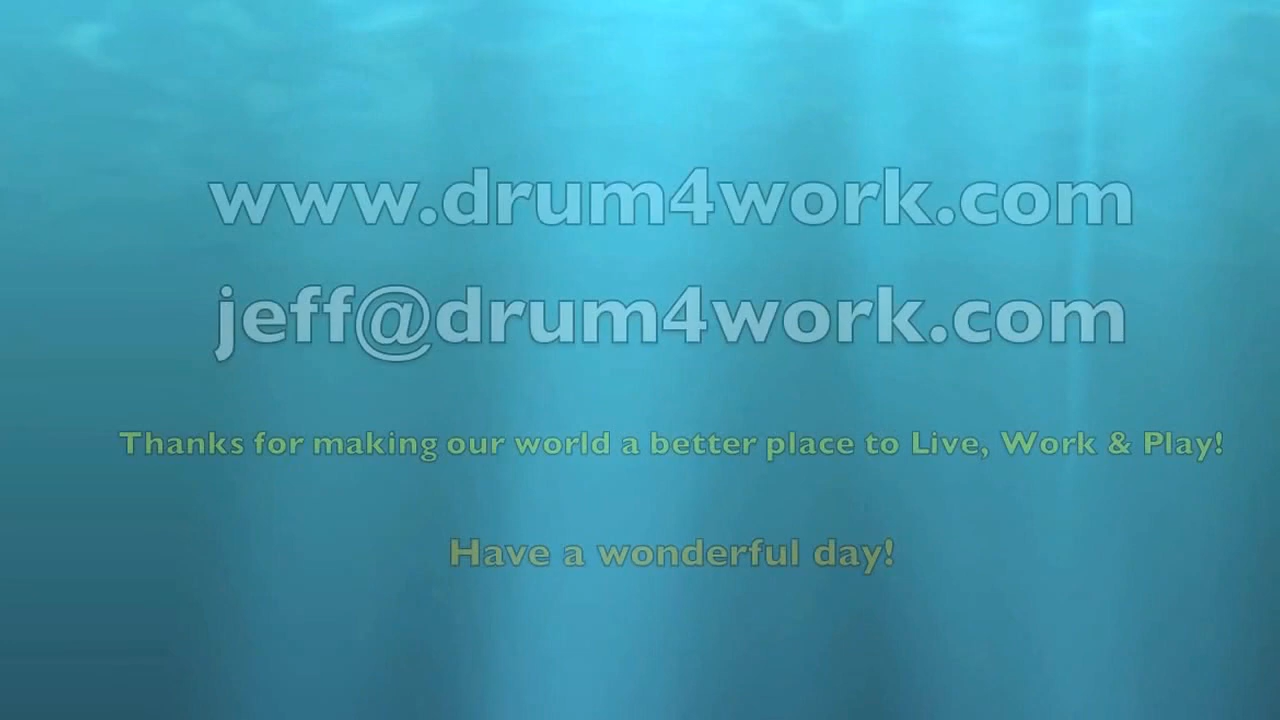 www.drum4work.com
jeff@drum4work.com
Thanks for making our world a better place to Live, Work & Play!
Have a wonderful day!